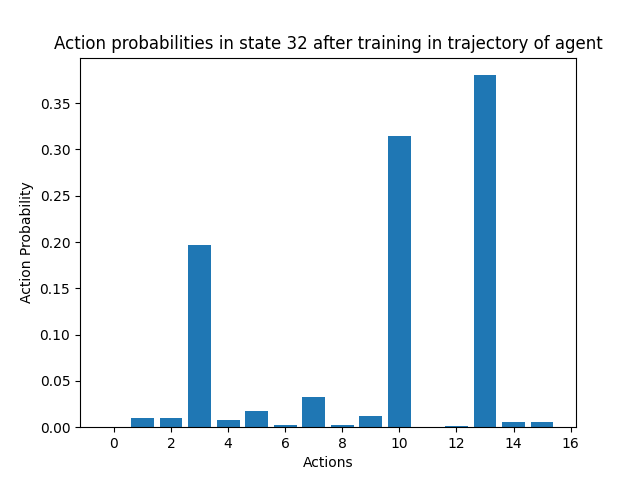 Action probabilities in state 32 after training in trajectory of agent
Action Probability
0.35
0.30
0.25
0.20
0.15
0.10
0.05
0.00
0 2 4 6 8 10 12 14 16
Actions